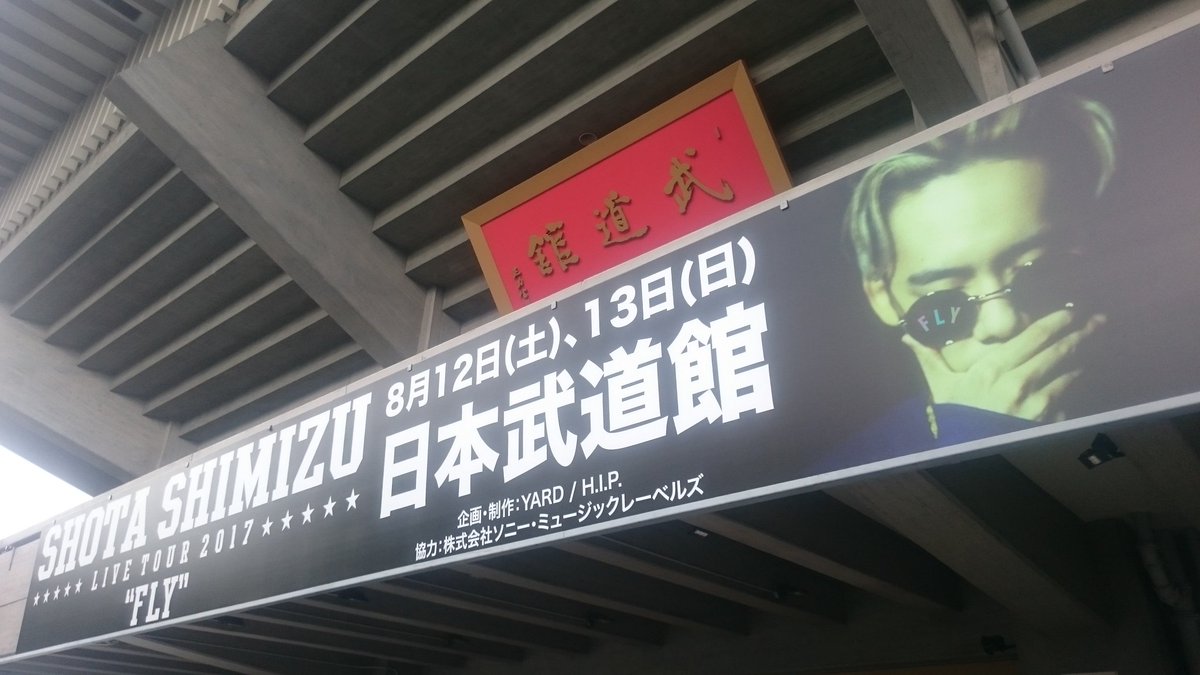 武道館
SHOTA SHIMIZU
★★★★★ LIVE TOUR 2017 ★★★★★
"FLY"
8月12日(土)、13日(日)
日本武道館
企画・制作:YARD / H.I.P.
協力:株式会社ソニー・ミュージックレーベルズ
FLY